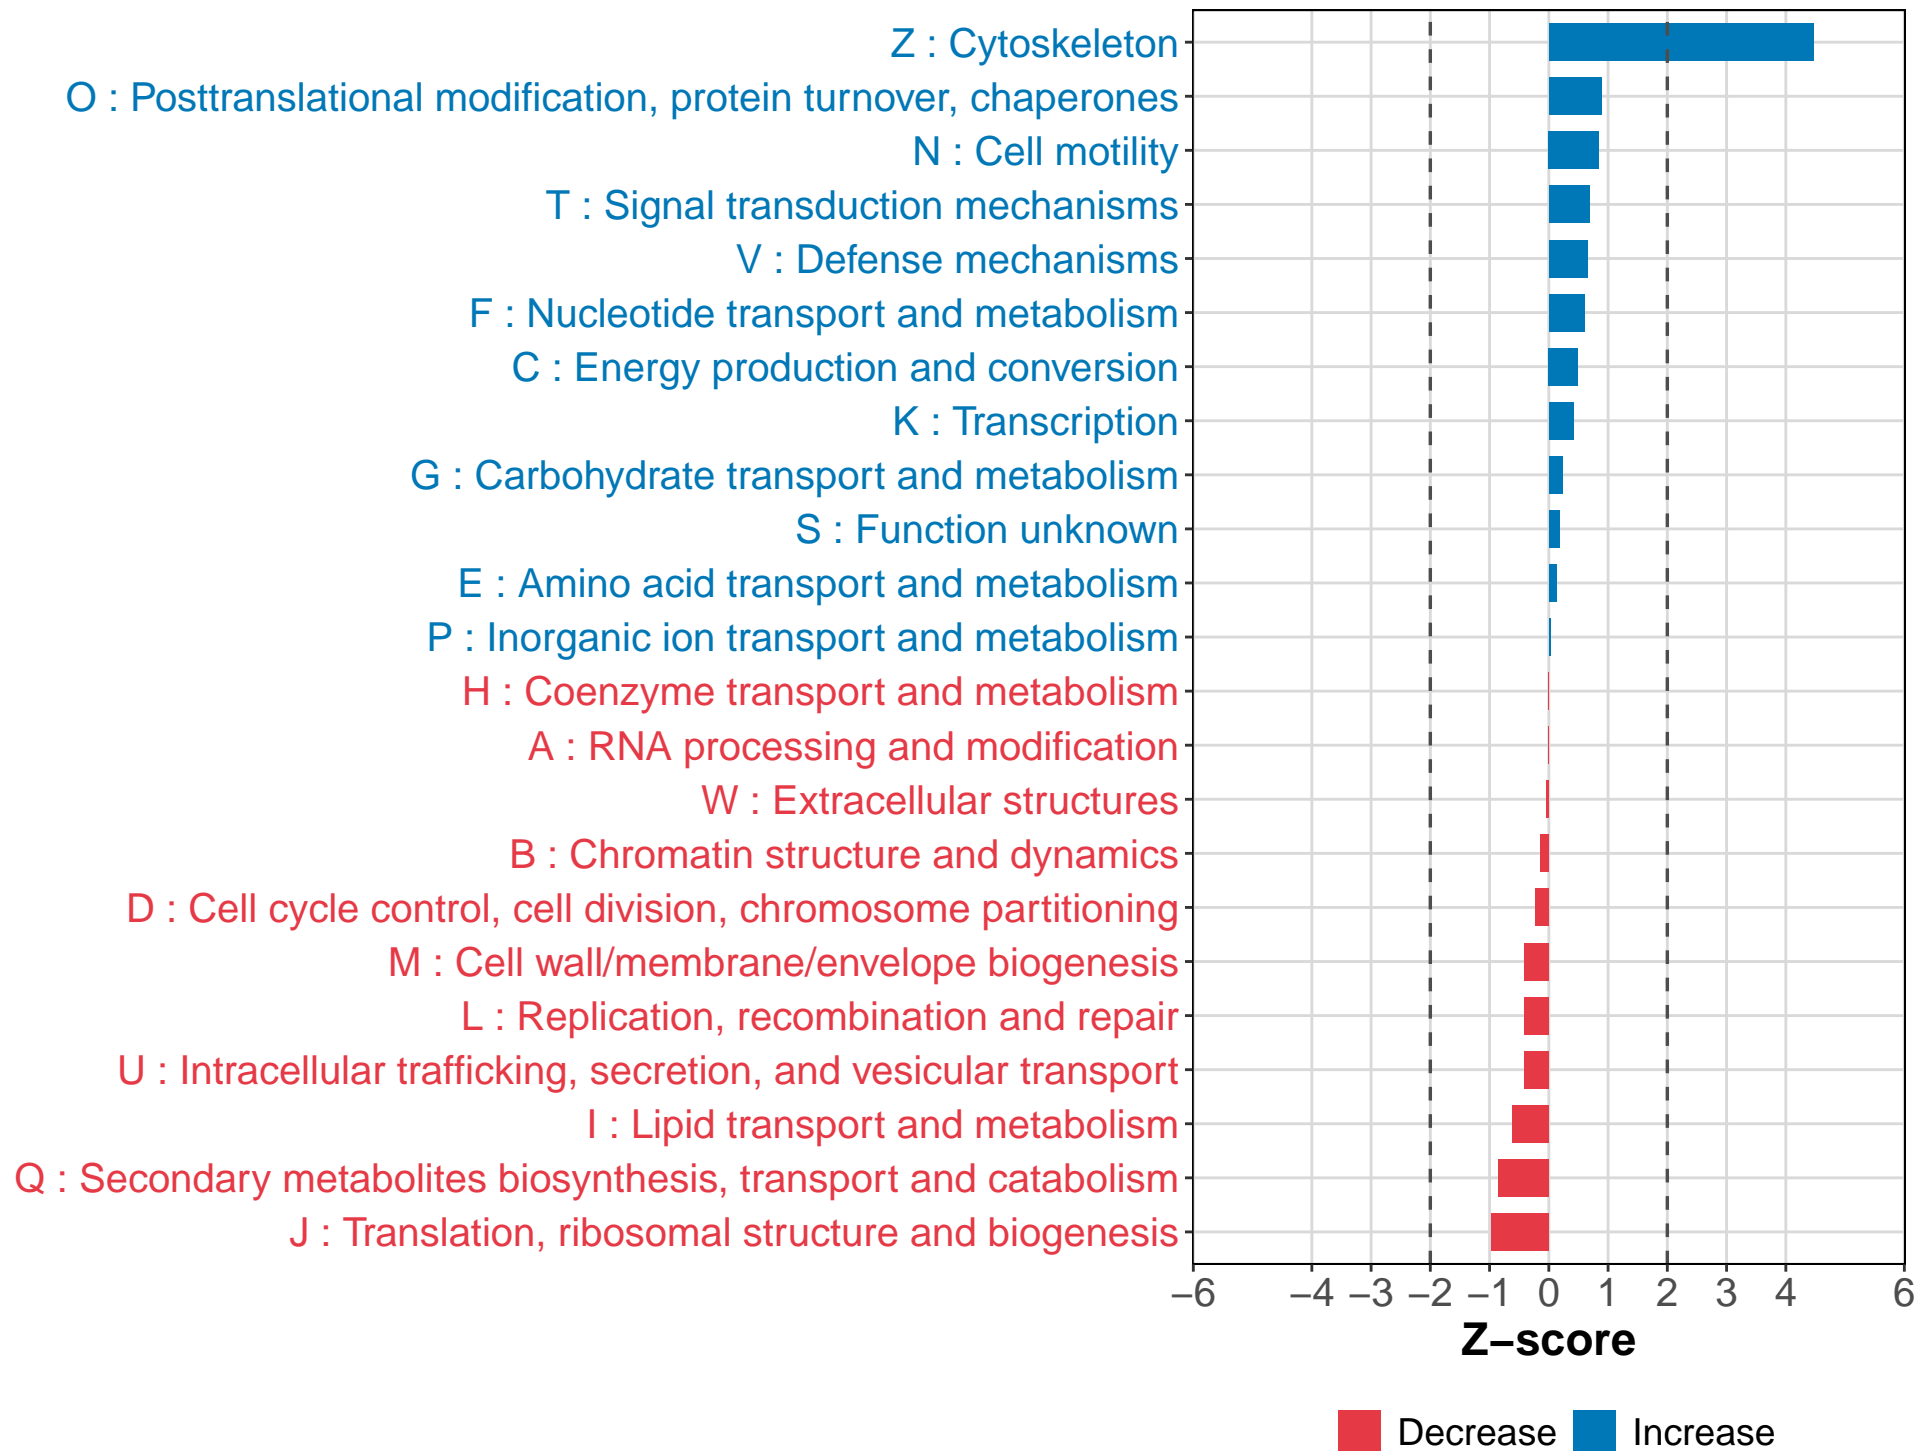 Z : Cytoskeleton
O : Posttranslational modification, protein turnover, chaperones
N : Cell motility
T : Signal transduction mechanisms
V : Defense mechanisms
F : Nucleotide transport and metabolism
C : Energy production and conversion
K : Transcription
G : Carbohydrate transport and metabolism
S : Function unknown
E : Amino acid transport and metabolism
P : Inorganic ion transport and metabolism
H : Coenzyme transport and metabolism
A : RNA processing and modification
W : Extracellular structures
B : Chromatin structure and dynamics
D : Cell cycle control, cell division, chromosome partitioning
M : Cell wall/membrane/envelope biogenesis
L : Replication, recombination and repair
U : Intracellular trafficking, secretion, and vesicular transport
I : Lipid transport and metabolism
Q : Secondary metabolites biosynthesis, transport and catabolism
J : Translation, ribosomal structure and biogenesis
−6 −4 −3 −2 −1 0 1 2 3 4 6
Z−score
Decrease Increase